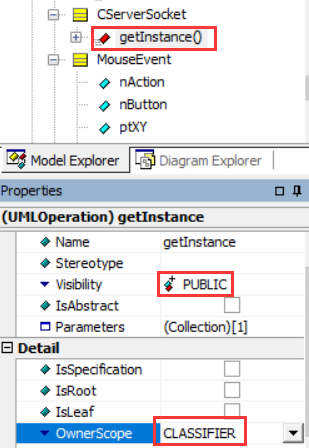 CServerSocket
getInstance()
MouseEvent
nAction
nButton
ptXY
Model Explorer Diagram Explorer
Properties
(UMLOperation) getInstance
Name getInstance
Stereotype
Visibility PUBLIC
IsAbstract
Parameters (Collection)[1]
Detail
IsSpecification
IsRoot
IsLeaf
OwnerScope CLASSIFIER